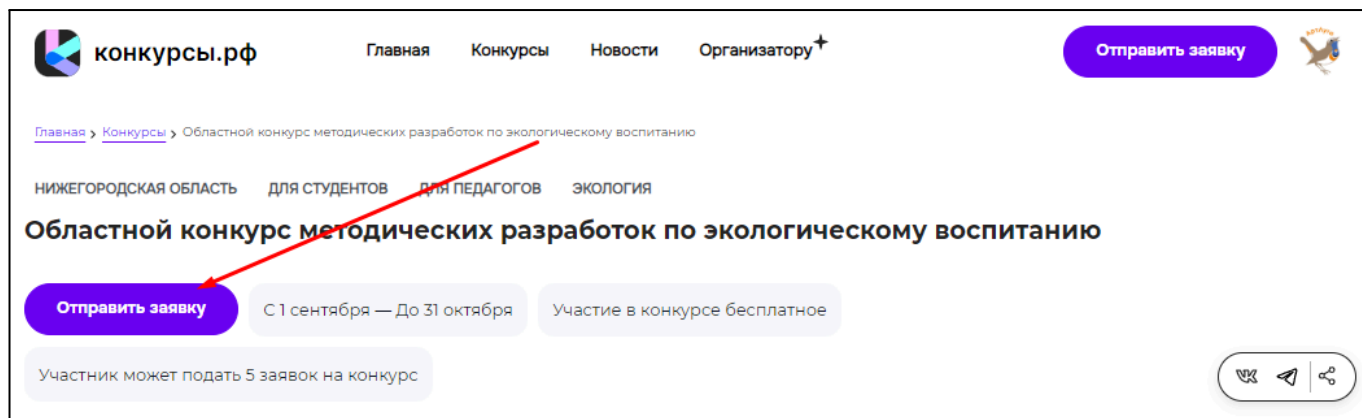 конкурсы.рф Главная Конкурсы Новости Организатору Отправить заявку
Главная > Конкурсы > Областной конкурс методических разработок по экологическому воспитанию
НИЖЕГОРОДСКАЯ ОБЛАСТЬ ДЛЯ СТУДЕНТОВ ДЛЯ ПЕДАГОГОВ ЭКОЛОГИЯ
Областной конкурс методических разработок по экологическому воспитанию
Отправить заявку С 1 сентября — До 31 октября Участие в конкурсе бесплатное
Участник может подать 5 заявок на конкурс